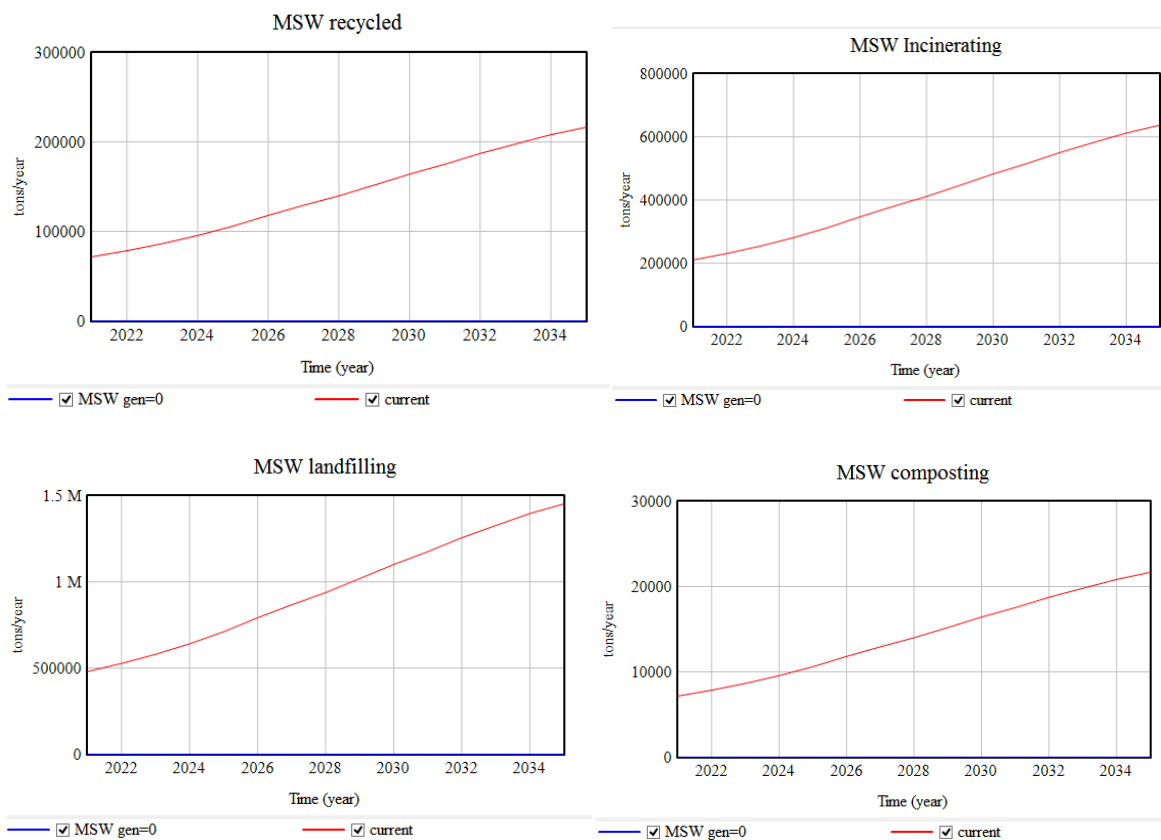 MSW recycled
300000
200000
100000
0
tons/year
2022 2024 2026 2028 2030 2032 2034
Time (year)
MSW gen=0 current
MSW Incinerating
800000
600000
400000
200000
0
tons/year
2022 2024 2026 2028 2030 2032 2034
Time (year)
MSW gen=0 current
MSW landfilling
1.5 M
1 M
500000
0
tons/year
2022 2024 2026 2028 2030 2032 2034
Time (year)
MSW gen=0 current
MSW composting
30000
20000
10000
0
tons/year
2022 2024 2026 2028 2030 2032 2034
Time (year)
MSW gen=0 current